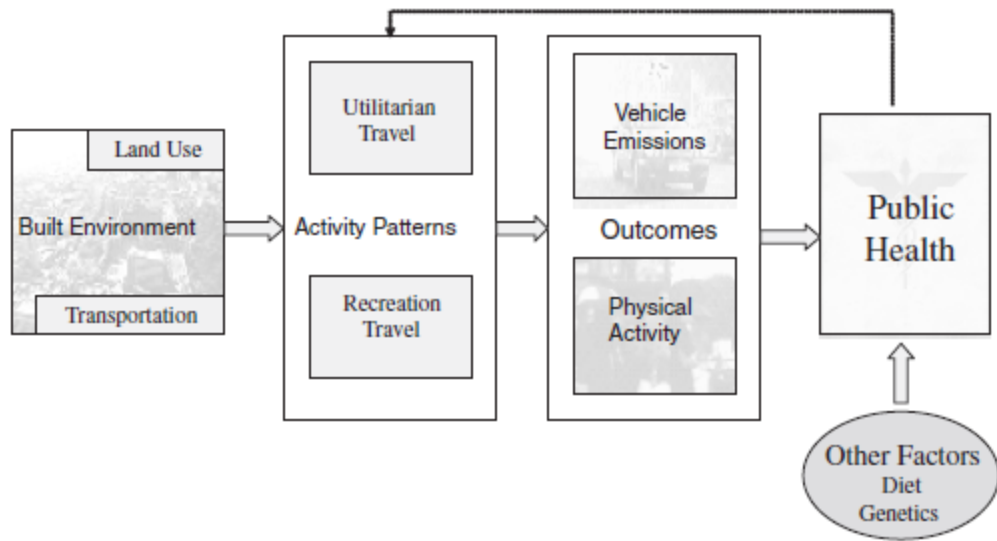 Land Use
Built Environment
Transportation
Utilitarian
Travel
Activity Patterns
Recreation
Travel
Vehicle
Emissions
Outcomes
Physical
Activity
Public
Health
Other Factors
Diet
Genetics